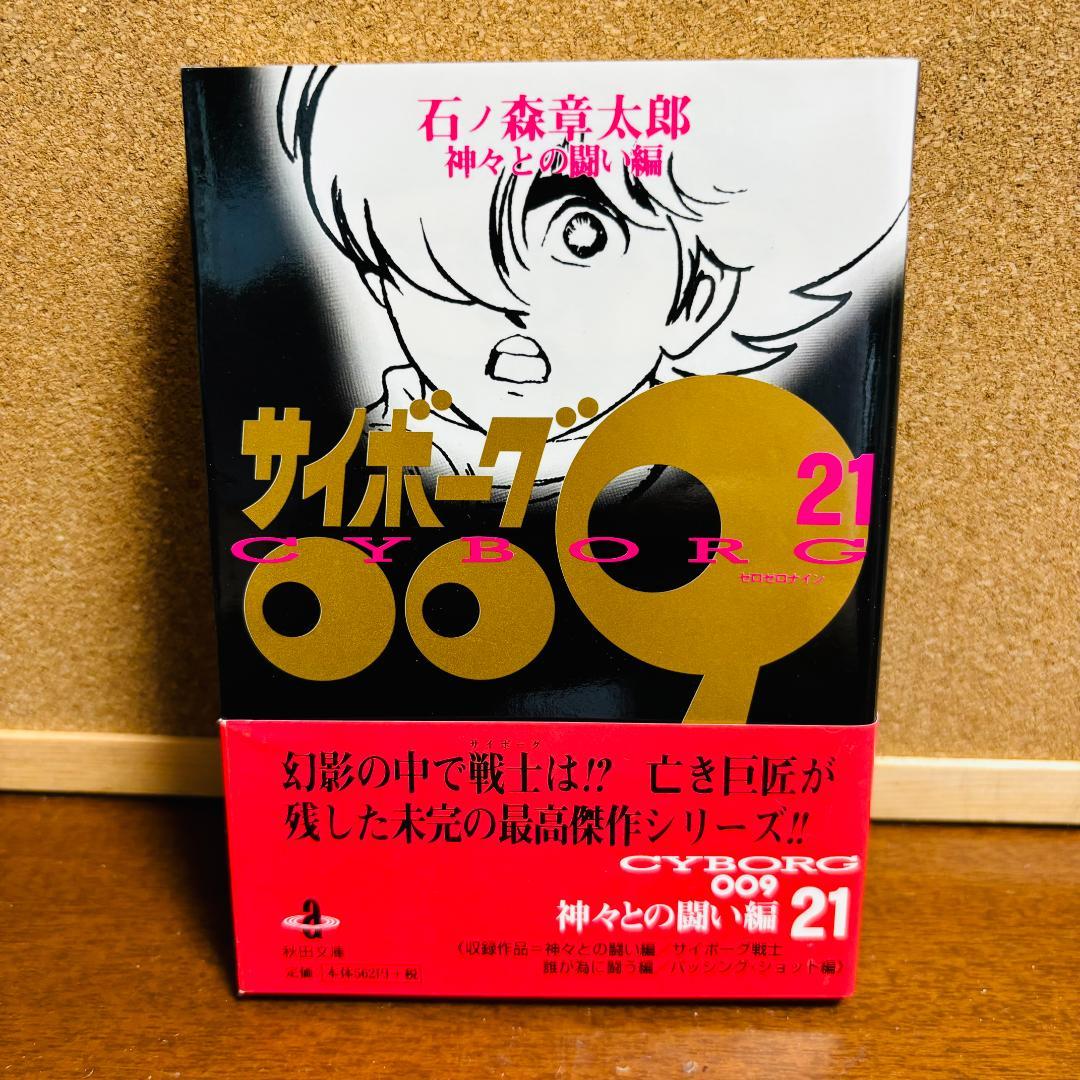 石ノ森章太郎
神々との闘い編
サイボーグ
21
CYBORG
ゼロゼロナイン
009
サイボーグ
幻影の中で戦士は!? 亡き巨匠が
残した未完の最高傑作シリーズ!!
CYBORG
009
神々との闘い編 21
a
秋田文庫
定価 本体562円+税
〈収録作品=神々との闘い編/サイボーグ戦士
誰が為に闘う編/パッシング・ショット編〉